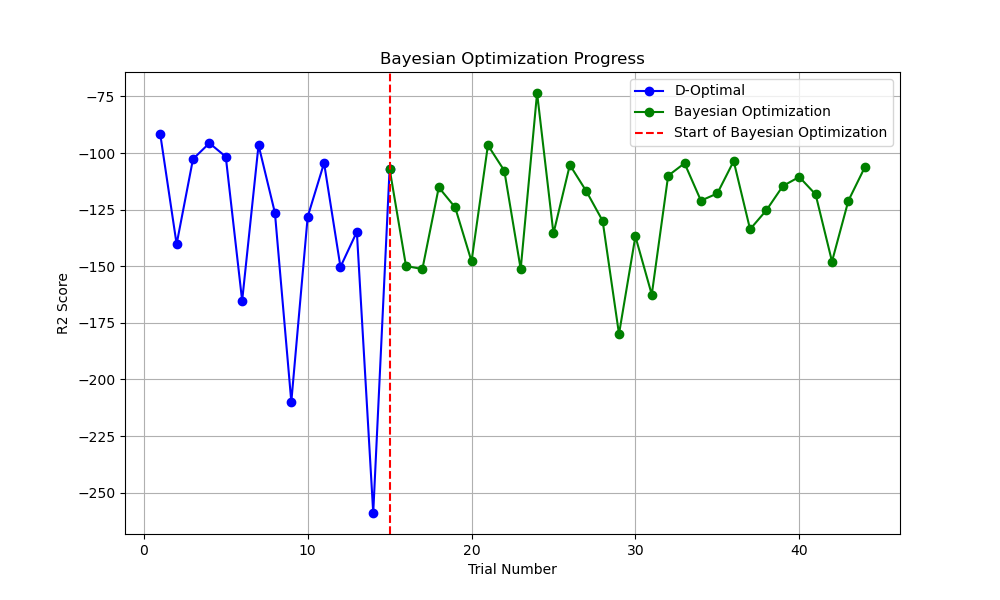 Bayesian Optimization Progress
D-Optimal
Bayesian Optimization
Start of Bayesian Optimization
R2 Score
−75
−100
−125
−150
−175
−200
−225
−250
0 10 20 30 40
Trial Number